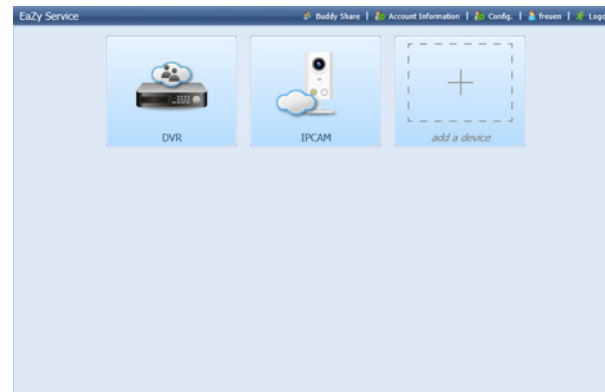 EaZy Service Buddy Share | Account Information | Config. | freuen | Logo
DVR IPCAM add a device